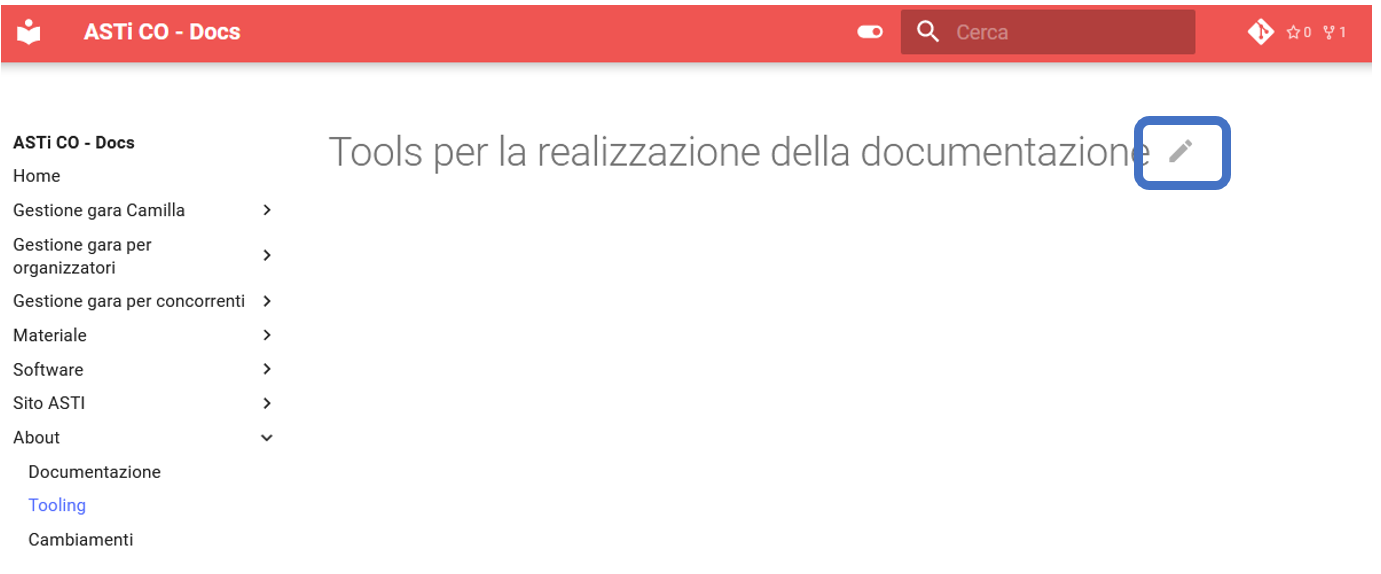 ASTi CO - Docs
Cerca
0 1
ASTi CO - Docs
Home
Gestione gara Camilla
Gestione gara per
organizzatori
Gestione gara per concorrenti
Materiale
Software
Sito ASTI
About
Documentazione
Tooling
Cambiamenti
Tools per la realizzazione della documentazione